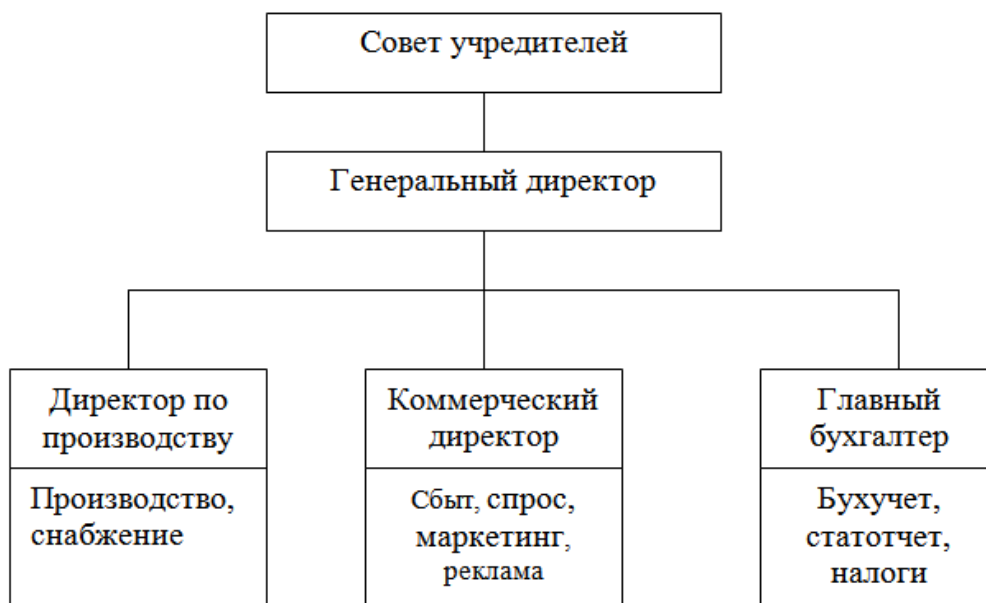 Совет учредителей
Генеральный директор
Директор по
производству
Производство,
снабжение
Коммерческий
директор
Сбыт, спрос,
маркетинг,
реклама
Главный
бухгалтер
Бухучет,
статотчет,
налоги